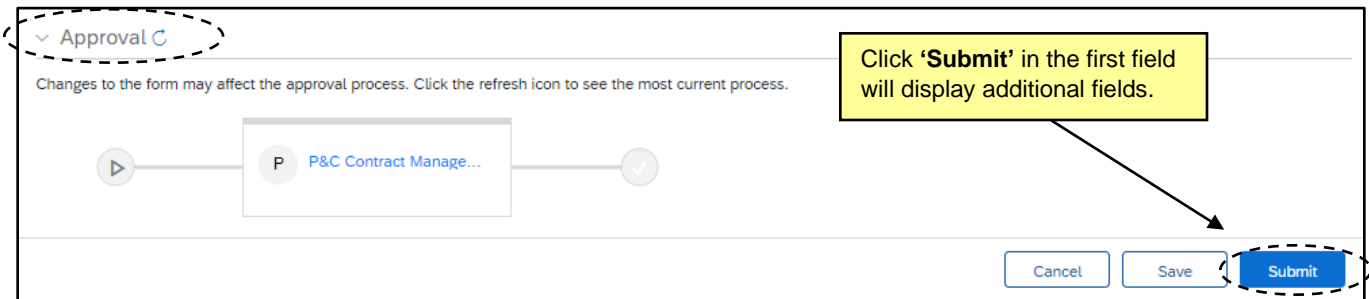 Approval
Click ‘Submit’ in the first field
will display additional fields.
Changes to the form may affect the approval process. Click the refresh icon to see the most current process.
P
P&C Contract Manage...
Cancel
Save
Submit